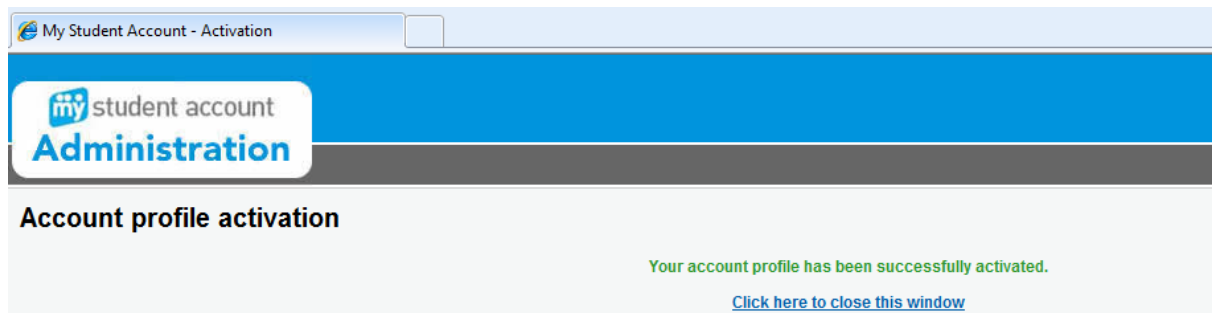 My Student Account - Activation
my student account
Administration
Account profile activation
Your account profile has been successfully activated.
Click here to close this window